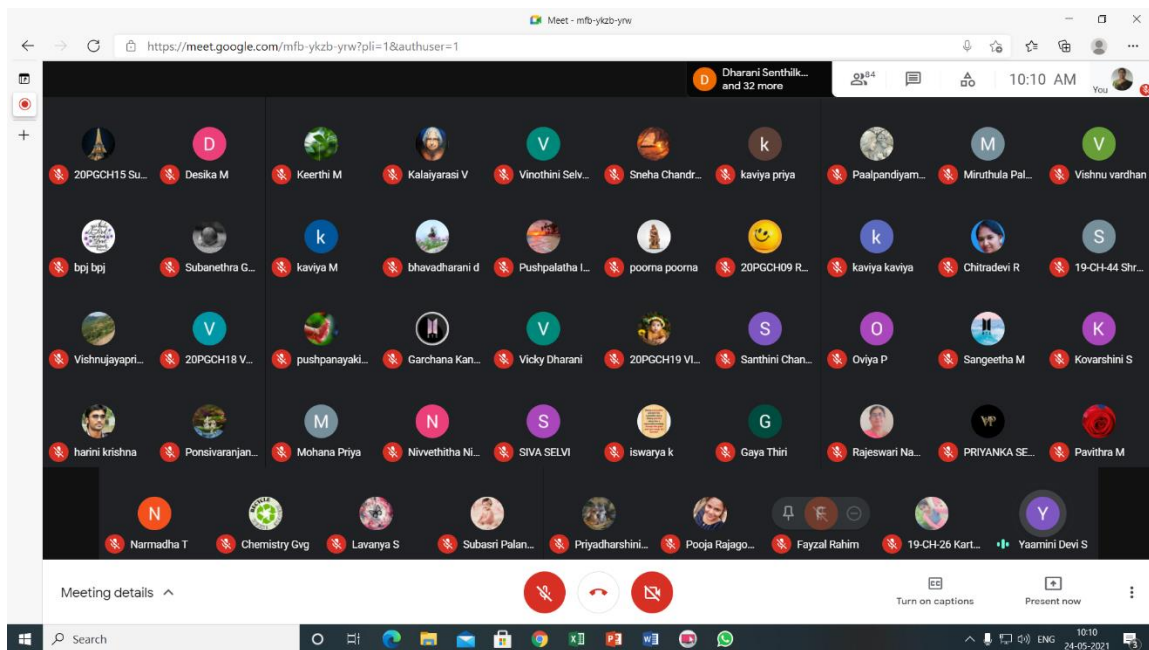 Meet - mfb-ykzb-yrw
https://meet.google.com/mfb-ykzb-yrw?pli=1&authuser=1
D Dharani Senthilk...
and 32 more
84
10:10 AM
You
D V k M V
20PGCH15 Su... Desika M Keerthi M Kalaiyarasi V Vinothini Selv... Sneha Chandr... kaviya priya Paalpandiyam... Miruthula Pal... Vishnu vardhan
k k S
bpj bpj Subanethra G... kaviya M bhavadharani d Pushpalatha I... poorna poorna 20PGCH09 R... kaviya kaviya Chitradevi R 19-CH-44 Shr...
V V S O K
Vishnujayapri... 20PGCH18 V... pushpanayaki... Garchana Kan... Vicky Dharani 20PGCH19 VI... Santhini Chan... Oviya P Sangeetha M Kovarshini S
M N S G
harini krishna Ponsivaranjan... Mohana Priya Nivvethitha Ni... SIVA SELVI iswarya k Gaya Thiri Rajeswari Na... PRIYANKA SE... Pavithra M
N Y
Narmadha T Chemistry Gvg Lavanya S Subasri Palan... Priyadharshini... Pooja Rajago... Fayzal Rahim 19-CH-26 Kart... Yaamini Devi S
Meeting details
CC
Turn on captions Present now
Search
ENG
10:10
24-05-2021
3